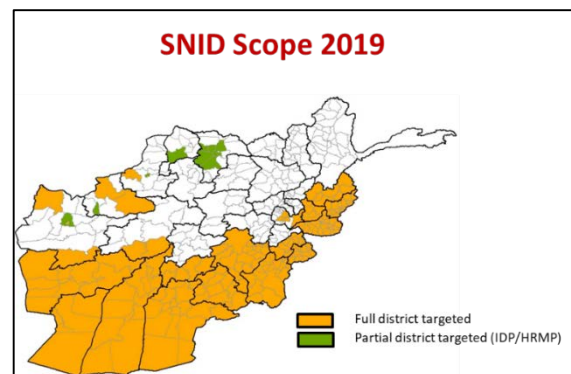 SNID Scope 2019
Full district targeted
Partial district targeted (IDP/HRMP)